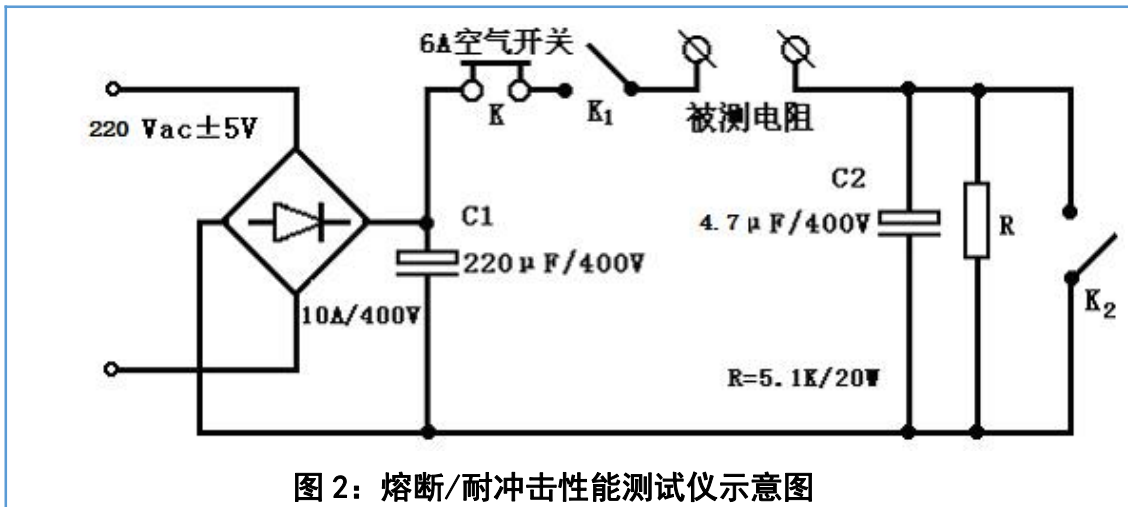 6A空气开关
K
K1
被测电阻
220 Vac±5V
C1
220μF/400V
10A/400V
C2
4.7μF/400V
R
K2
R=5.1K/20W
图2：熔断/耐冲击性能测试仪示意图